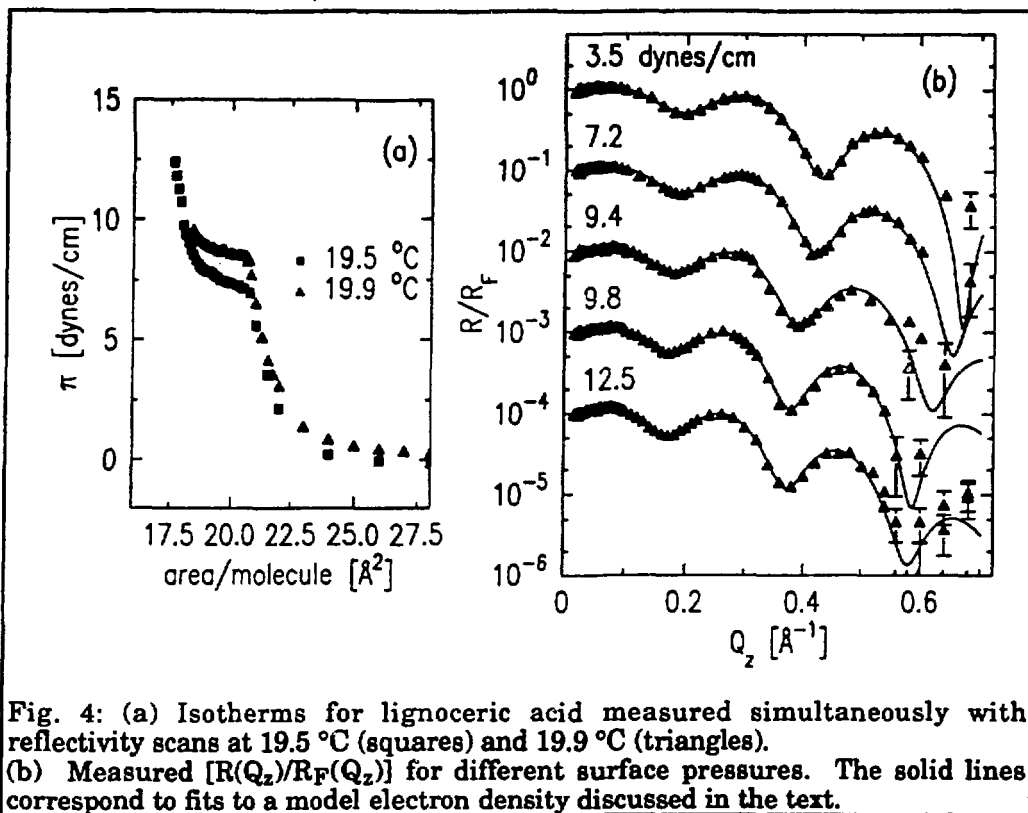 (a)
15
10
5
0
π [dynes/cm]
■ 19.5 °C
▲ 19.9 °C
17.5 20.0 22.5 25.0 27.5
area/molecule [Å²]
(b)
3.5 dynes/cm
7.2
9.4
9.8
12.5
10⁰
10⁻¹
10⁻²
10⁻³
10⁻⁴
10⁻⁵
10⁻⁶
R/R_F
0 0.2 0.4 0.6
Q_z [Å⁻¹]
Fig. 4: (a) Isotherms for lignoceric acid measured simultaneously with
reflectivity scans at 19.5 °C (squares) and 19.9 °C (triangles).
(b) Measured [R(Q_z)/R_F(Q_z)] for different surface pressures. The solid lines
correspond to fits to a model electron density discussed in the text.